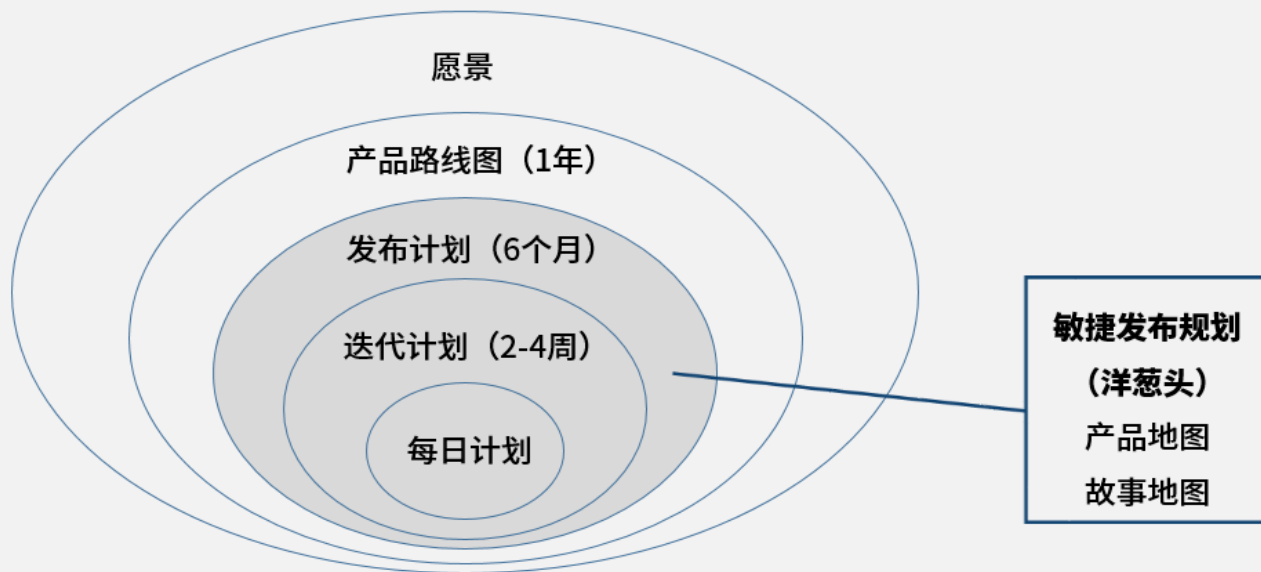 愿景
产品路线图（1年）
发布计划（6个月）
迭代计划（2-4周）
每日计划
敏捷发布规划
（洋葱头）
产品地图
故事地图